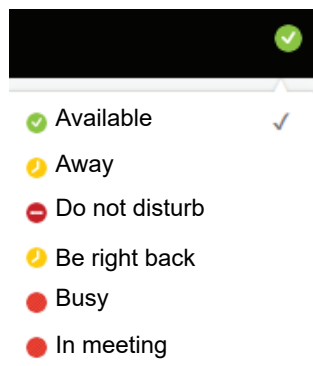 Available
Away
Do not disturb
Be right back
Busy
In meeting